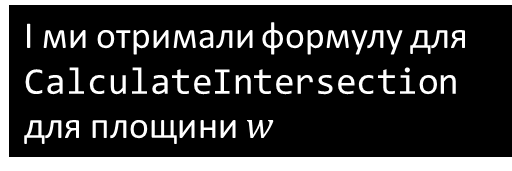 І ми отримали формулу для
CalculateIntersection
для площини w